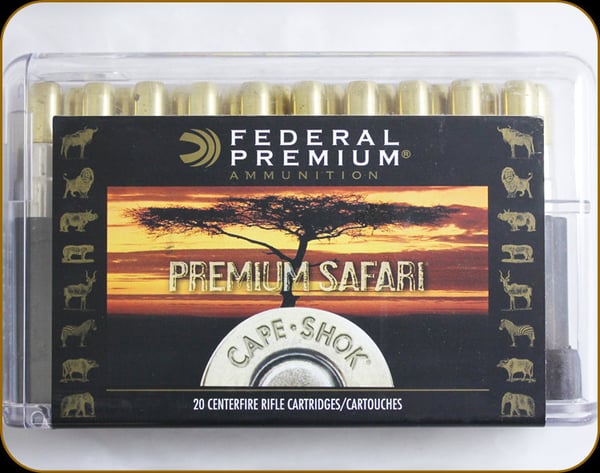 FEDERAL
PREMIUM®
AMMUNITION
PREMIUM SAFARI
CAPE•SHOK®
20 CENTERFIRE RIFLE CARTRIDGES/CARTOUCHES